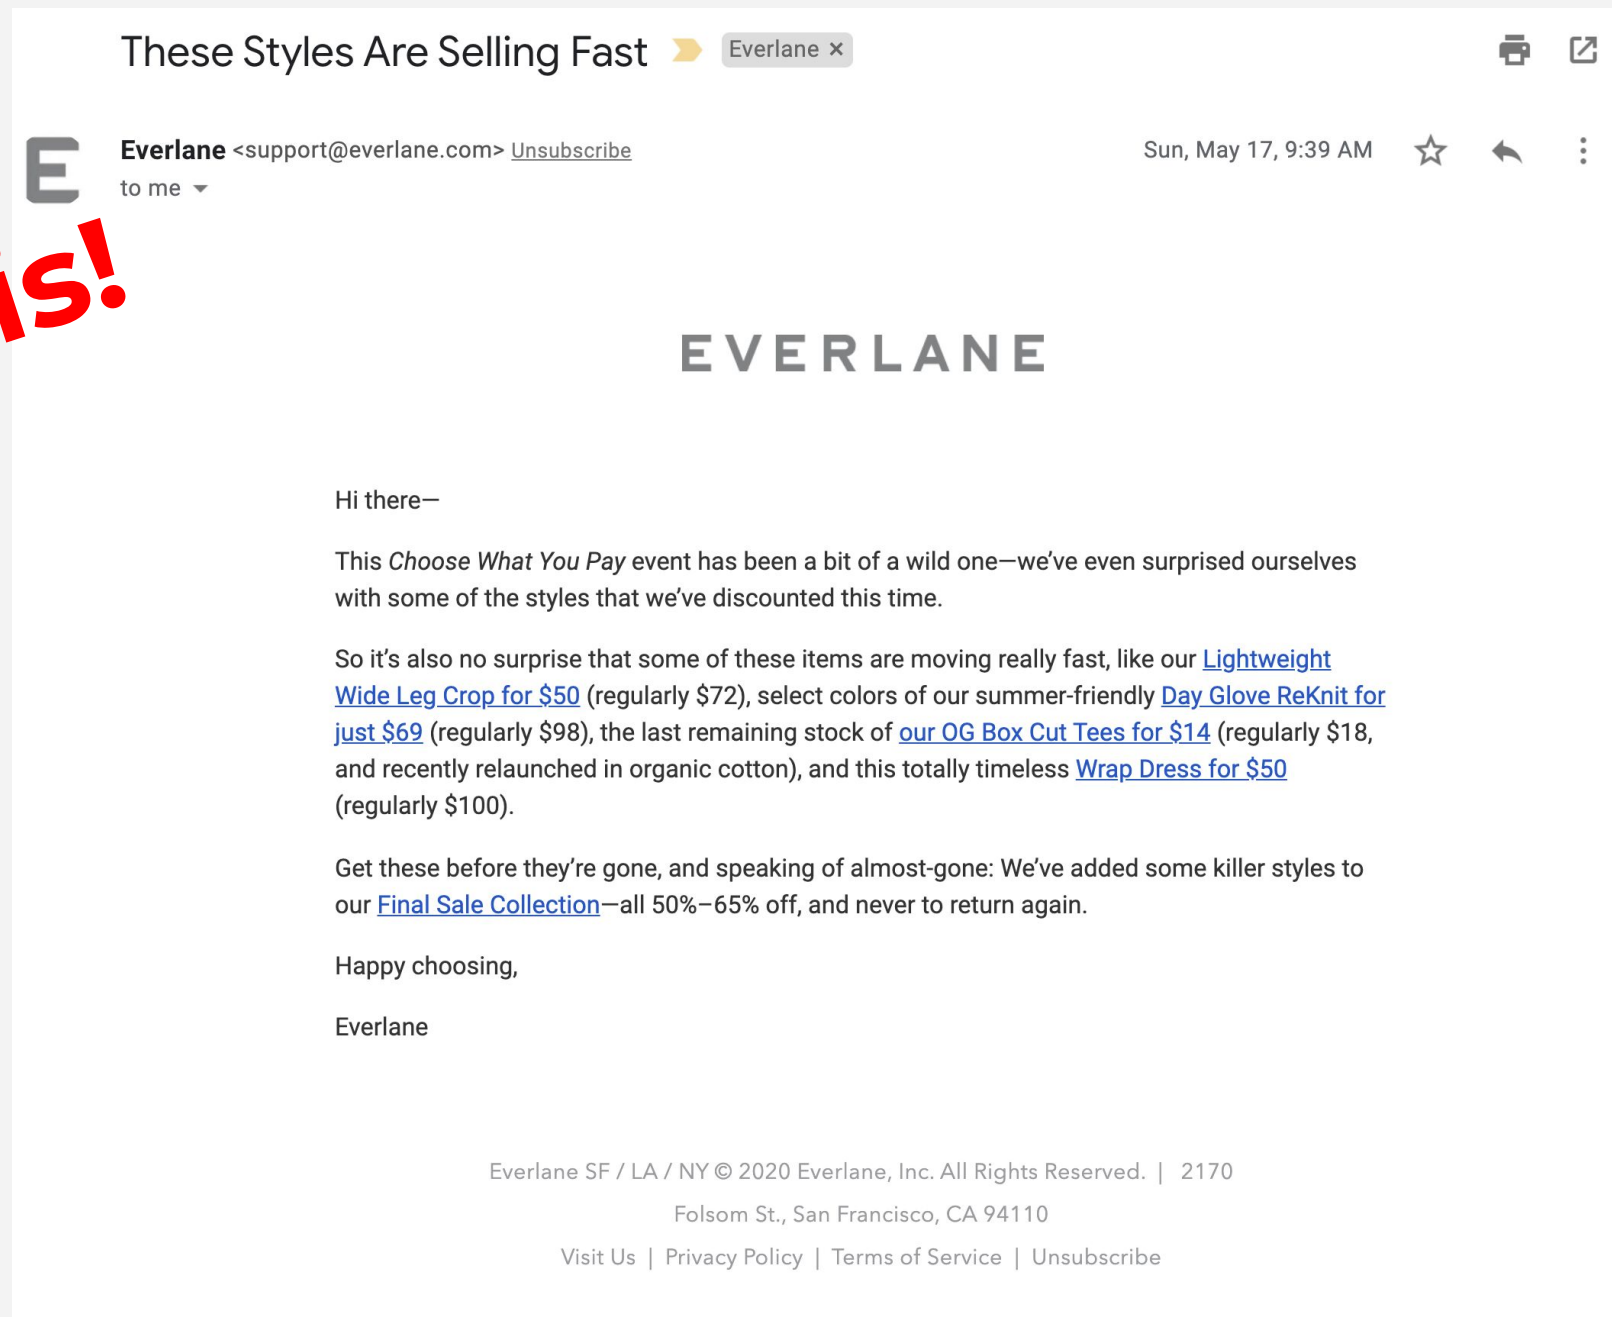 These Styles Are Selling Fast
Everlane ×
E
Everlane <support@everlane.com> Unsubscribe
Sun, May 17, 9:39 AM
to me
is!
EVERLANE
Hi there—
This Choose What You Pay event has been a bit of a wild one—we’ve even surprised ourselves
with some of the styles that we’ve discounted this time.
So it’s also no surprise that some of these items are moving really fast, like our Lightweight
Wide Leg Crop for $50 (regularly $72), select colors of our summer-friendly Day Glove ReKnit for
just $69 (regularly $98), the last remaining stock of our OG Box Cut Tees for $14 (regularly $18,
and recently relaunched in organic cotton), and this totally timeless Wrap Dress for $50
(regularly $100).
Get these before they’re gone, and speaking of almost-gone: We’ve added some killer styles to
our Final Sale Collection—all 50%–65% off, and never to return again.
Happy choosing,
Everlane
Everlane SF / LA / NY © 2020 Everlane, Inc. All Rights Reserved. | 2170
Folsom St., San Francisco, CA 94110
Visit Us | Privacy Policy | Terms of Service | Unsubscribe